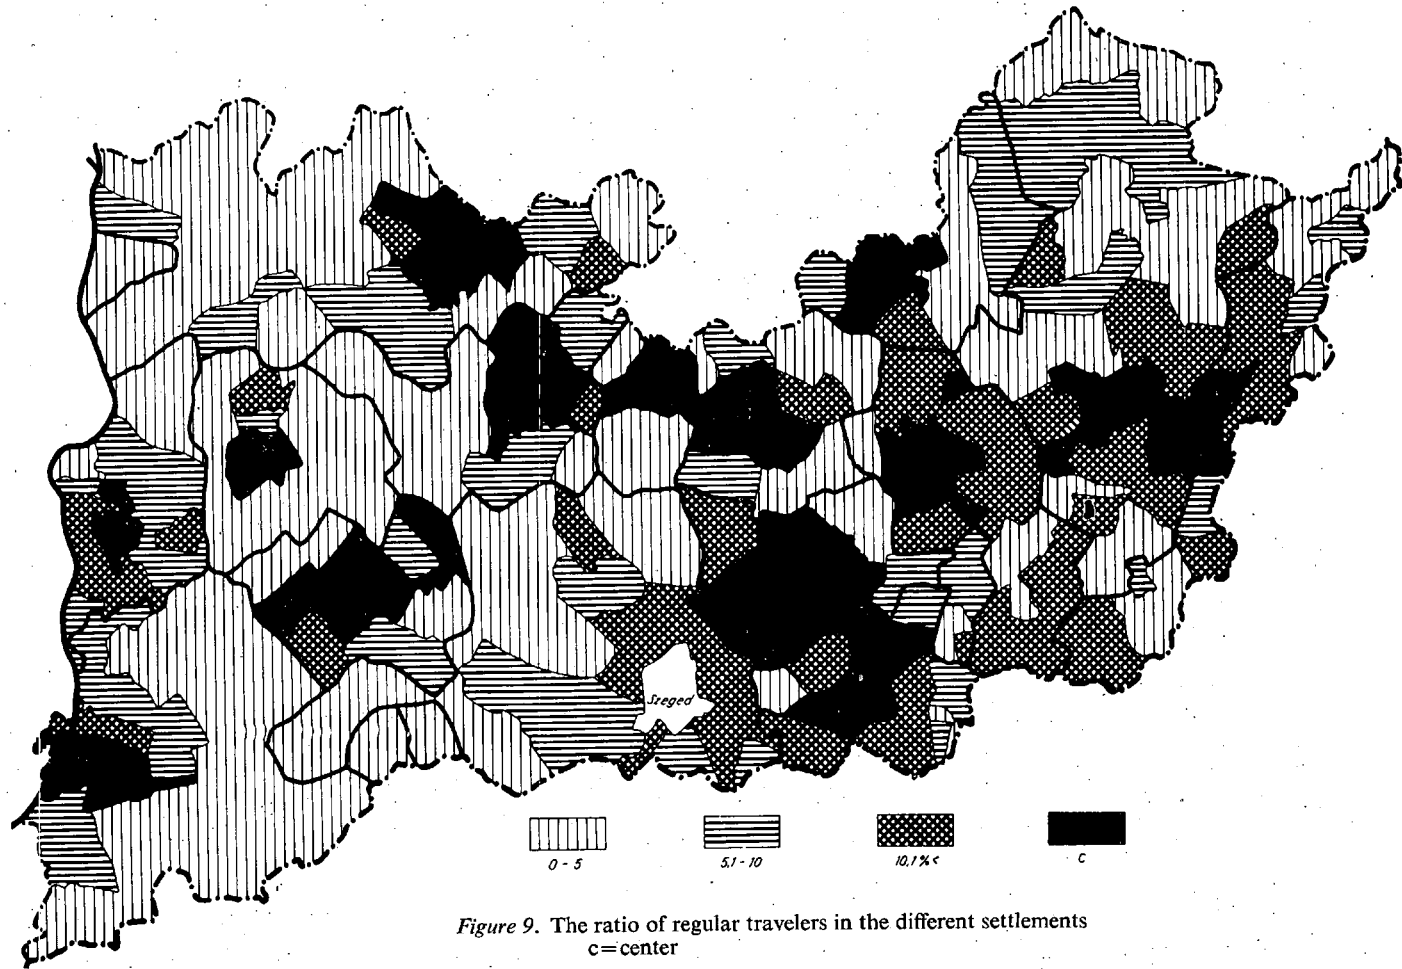 Szeged
0-5
5,1-10
10,1%<
C
Figure 9. The ratio of regular travelers in the different settlements
c=center